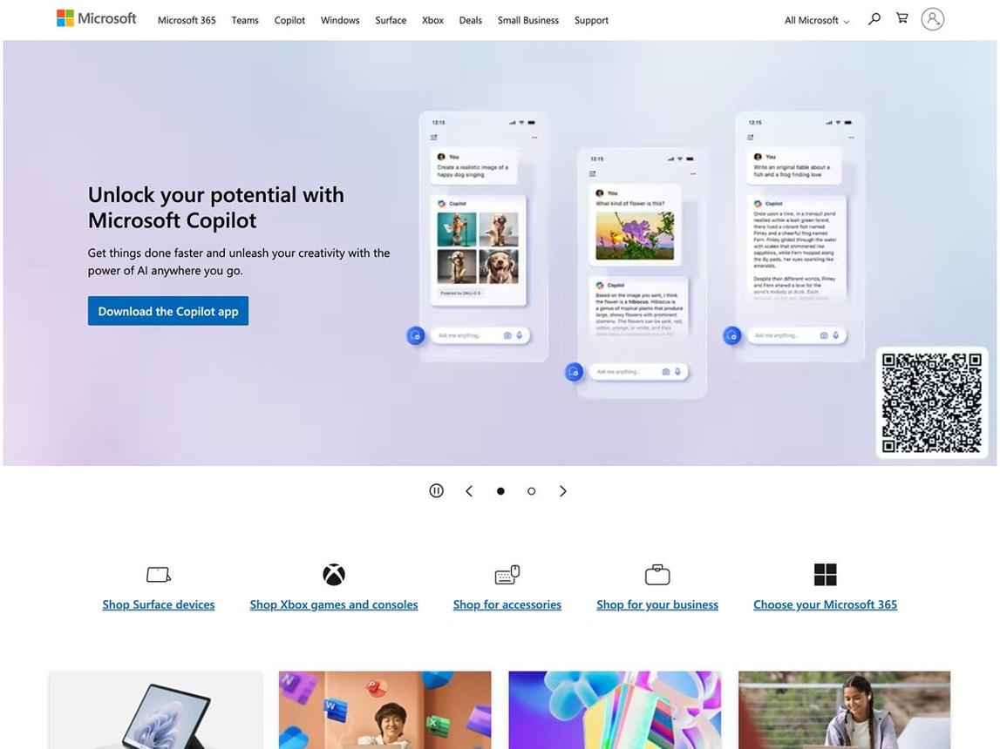 Microsoft
Microsoft 365 Teams Copilot Windows Surface Xbox Deals Small Business Support
All Microsoft
Unlock your potential with
Microsoft Copilot
Get things done faster and unleash your creativity with the
power of AI anywhere you go.
Download the Copilot app
12:15
You
Create a realistic image of a
happy dog singing
Copilot
Powered by DALL•E 3
Ask me anything...
12:15
You
What kind of flower is this?
Copilot
Based on the image you sent, I think
the flower is a hibiscus. Hibiscus is
a genus of tropical plants that produce
large, showy flowers with prominent
stamens. The flowers can be pink, red,
Ask me anything...
12:15
You
Write an original fable about a
fish and a frog finding love
Copilot
Once upon a time, in a tranquil pond
nestled within a lush green forest,
there lived a vibrant fish named
Finley and a cheerful frog named
Fern. Finley glided through the water
with scales that shimmered like
sapphires, while Fern hopped along
the lily pads, her eyes sparkling like
emeralds.
Despite their different worlds, Finley
and Fern shared a love for the
Ask me anything...
Shop Surface devices
Shop Xbox games and consoles
Shop for accessories
Shop for your business
Choose your Microsoft 365
N
P
W
X